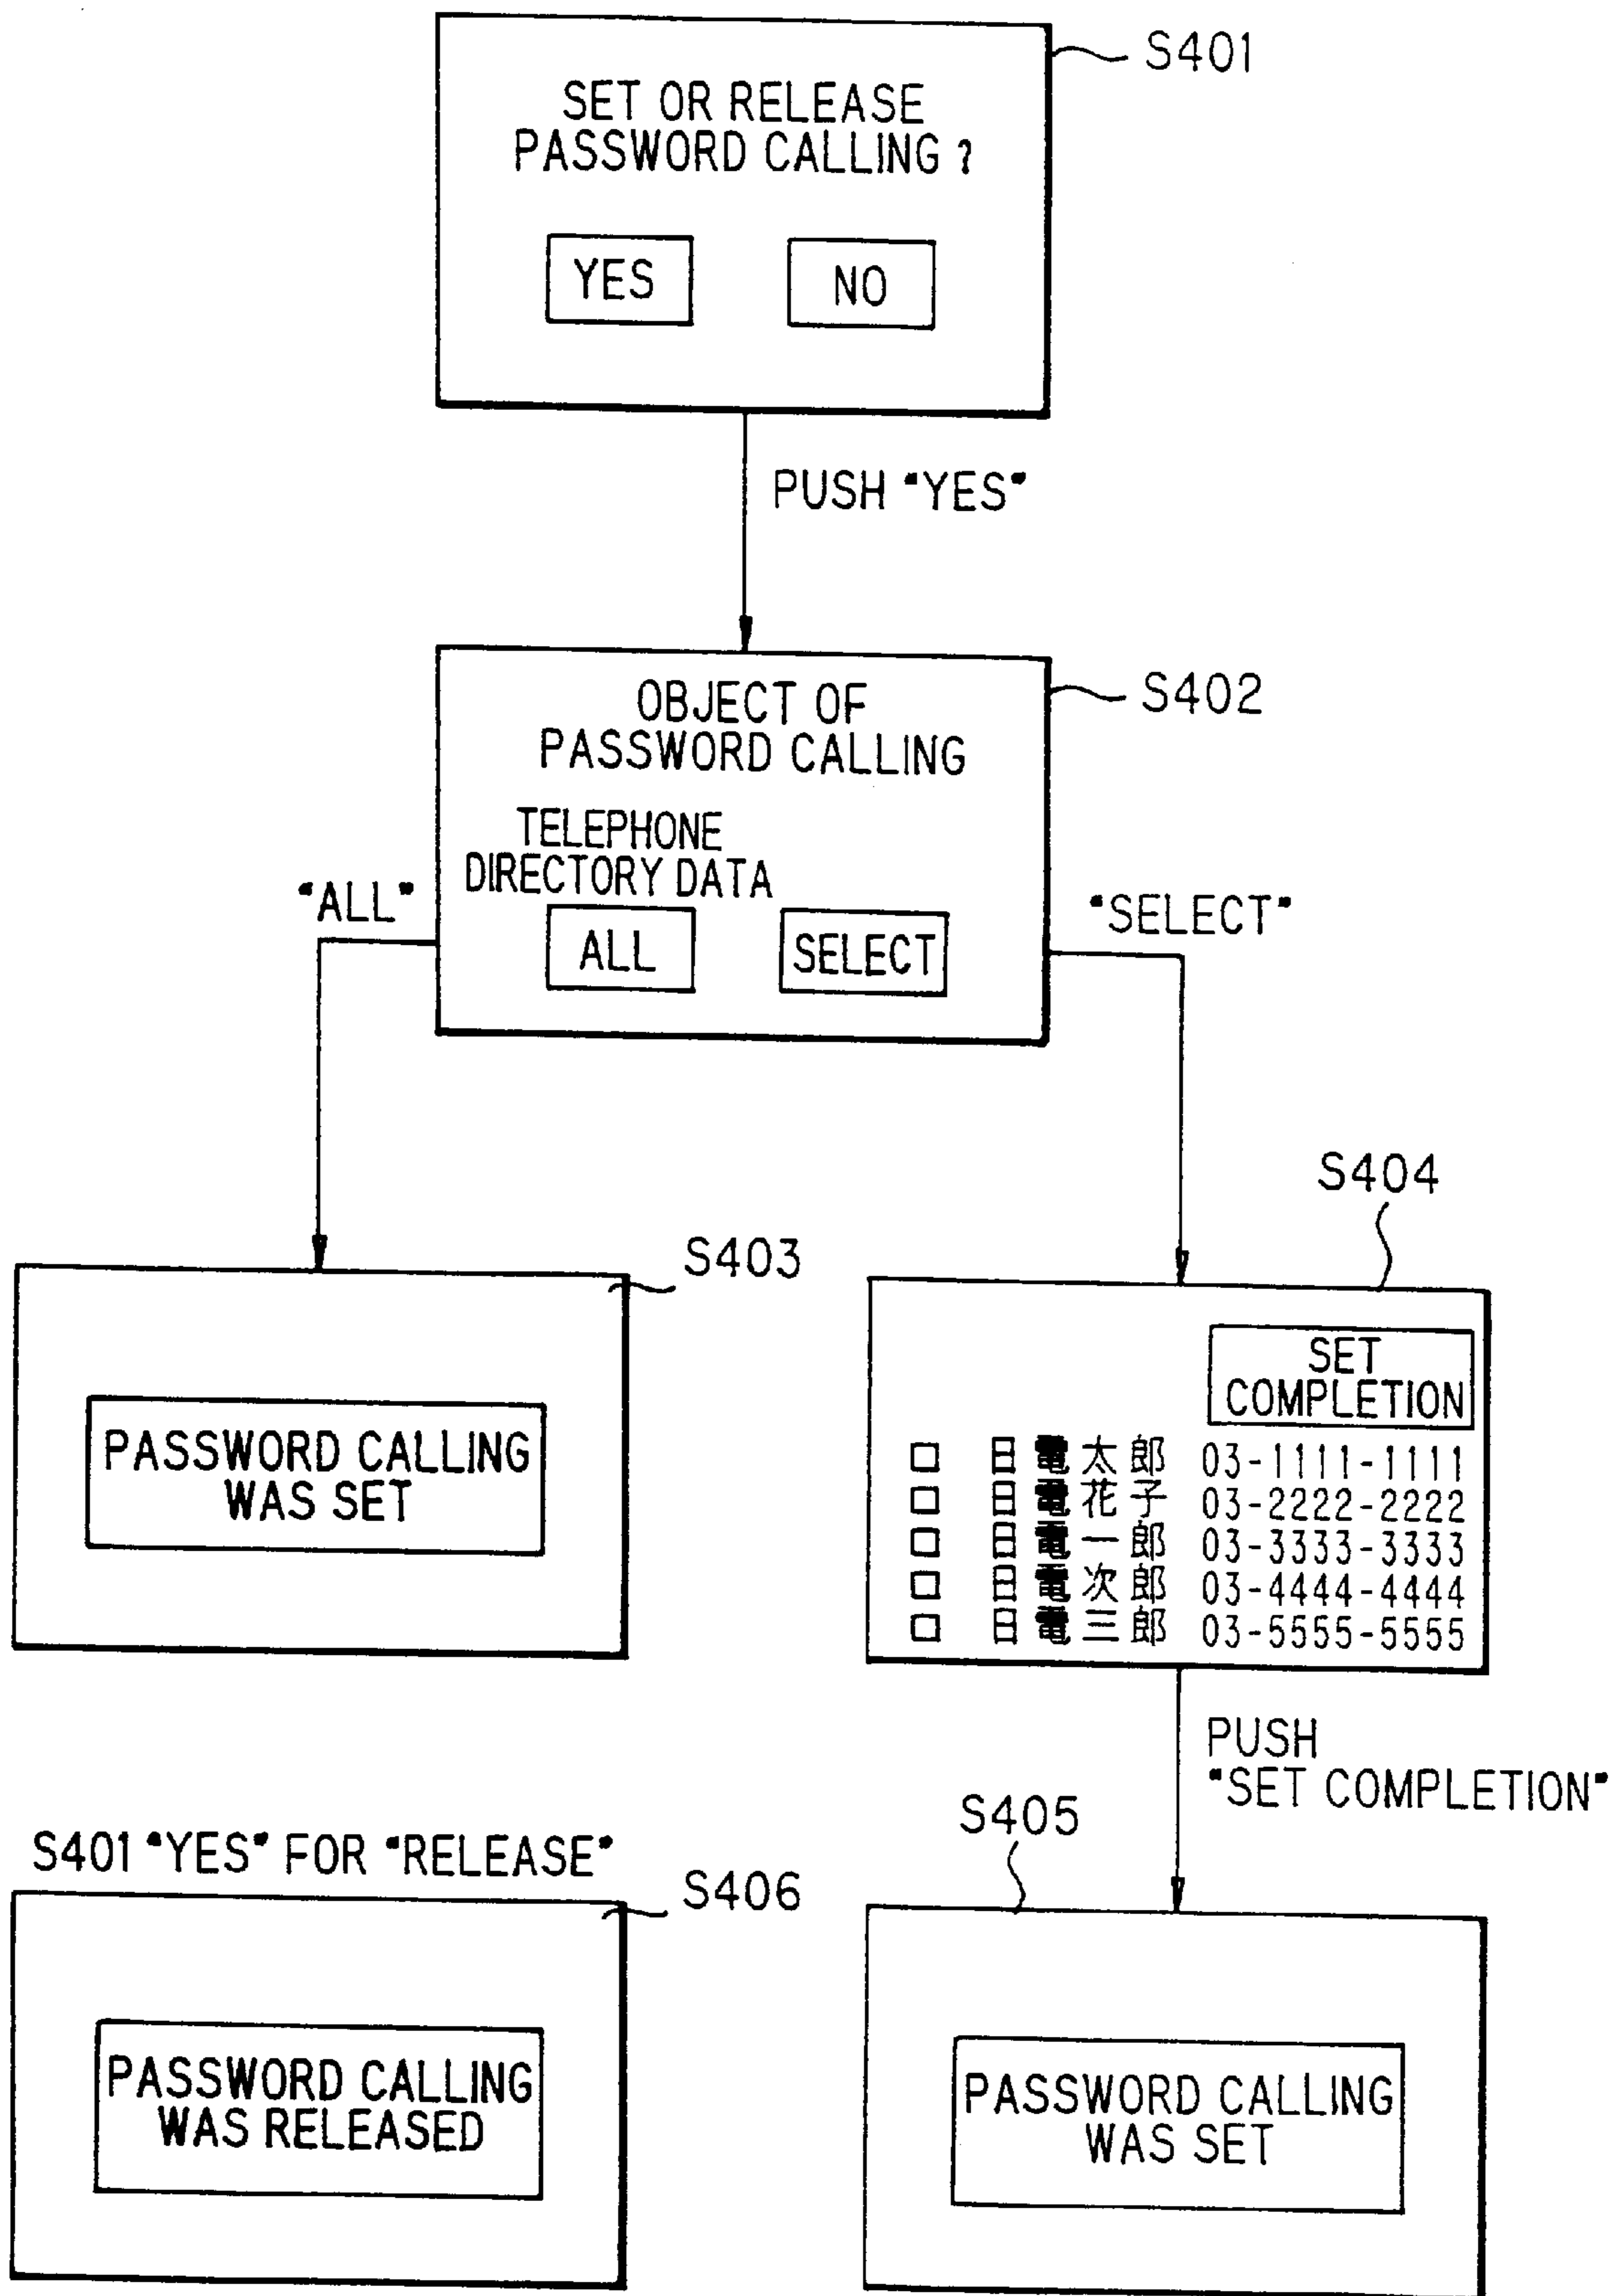 S401
SET OR RELEASE
PASSWORD CALLING ?
YES NO
PUSH "YES"
S402
OBJECT OF
PASSWORD CALLING
TELEPHONE
DIRECTORY DATA
"ALL"
ALL SELECT
"SELECT"
S403
PASSWORD CALLING
WAS SET
S404
SET
COMPLETION
□ 日電太郎 03-1111-1111
□ 日電花子 03-2222-2222
□ 日電一郎 03-3333-3333
□ 日電次郎 03-4444-4444
□ 日電三郎 03-5555-5555
PUSH
"SET COMPLETION"
S401 "YES" FOR "RELEASE"
S406
PASSWORD CALLING
WAS RELEASED
S405
PASSWORD CALLING
WAS SET